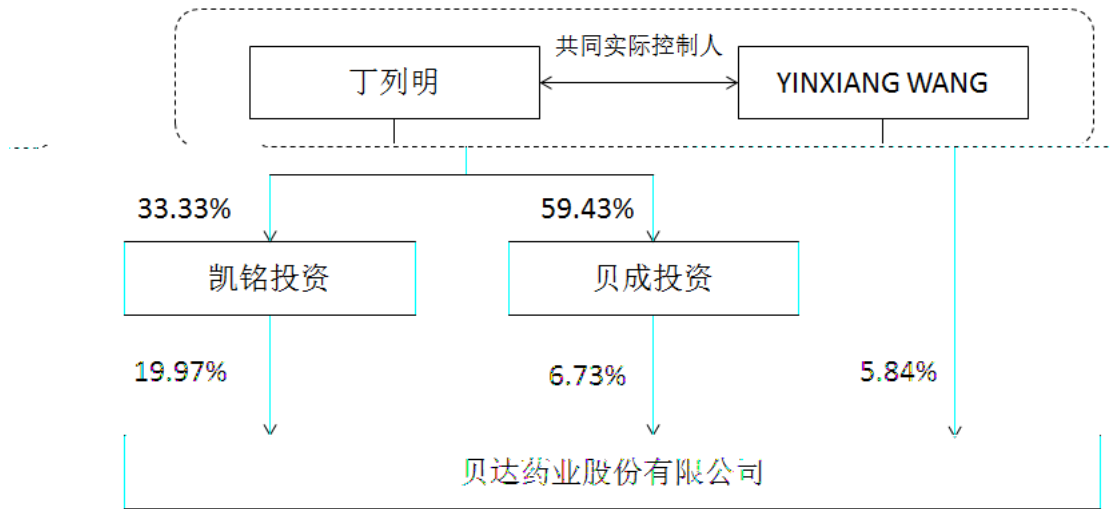 共同实际控制人
丁列明
YINXIANG WANG
33.33%
59.43%
凯铭投资
贝成投资
19.97%
6.73%
5.84%
贝达药业股份有限公司